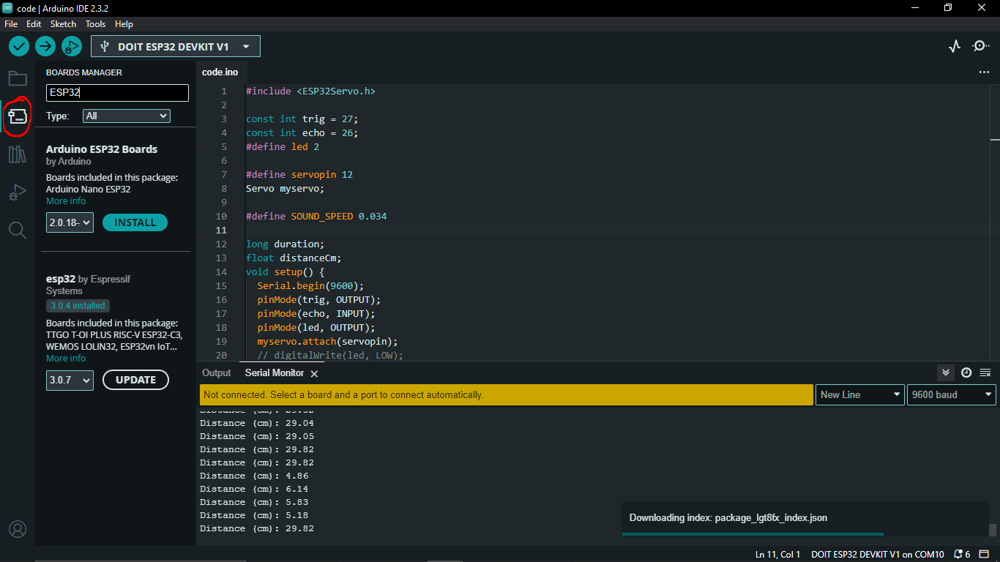 code | Arduino IDE 2.3.2
File Edit Sketch Tools Help
DOIT ESP32 DEVKIT V1
BOARDS MANAGER
ESP32
Type: All
Arduino ESP32 Boards
by Arduino
Boards included in this package:
Arduino Nano ESP32
More info
2.0.18- INSTALL
esp32 by Espressif
Systems
3.0.4 installed
Boards included in this package:
TTGO T-OI PLUS RISC-V ESP32-C3,
WEMOS LOLIN32, ESP32vn IoT...
More info
3.0.7 UPDATE
code.ino
1 #include <ESP32Servo.h>
2
3 const int trig = 27;
4 const int echo = 26;
5 #define led 2
6
7 #define servopin 12
8 Servo myservo;
9
10 #define SOUND_SPEED 0.034
11
12 long duration;
13 float distanceCm;
14 void setup() {
15 Serial.begin(9600);
16 pinMode(trig, OUTPUT);
17 pinMode(echo, INPUT);
18 pinMode(led, OUTPUT);
19 myservo.attach(servopin);
20 // digitalWrite(led, LOW);
Output Serial Monitor
Not connected. Select a board and a port to connect automatically.
New Line 9600 baud
Distance (cm): 29.04
Distance (cm): 29.05
Distance (cm): 29.82
Distance (cm): 29.82
Distance (cm): 4.86
Distance (cm): 6.14
Distance (cm): 5.83
Distance (cm): 5.18
Distance (cm): 29.82
Downloading index: package_lgt8fx_index.json
Ln 11, Col 1 DOIT ESP32 DEVKIT V1 on COM10 6